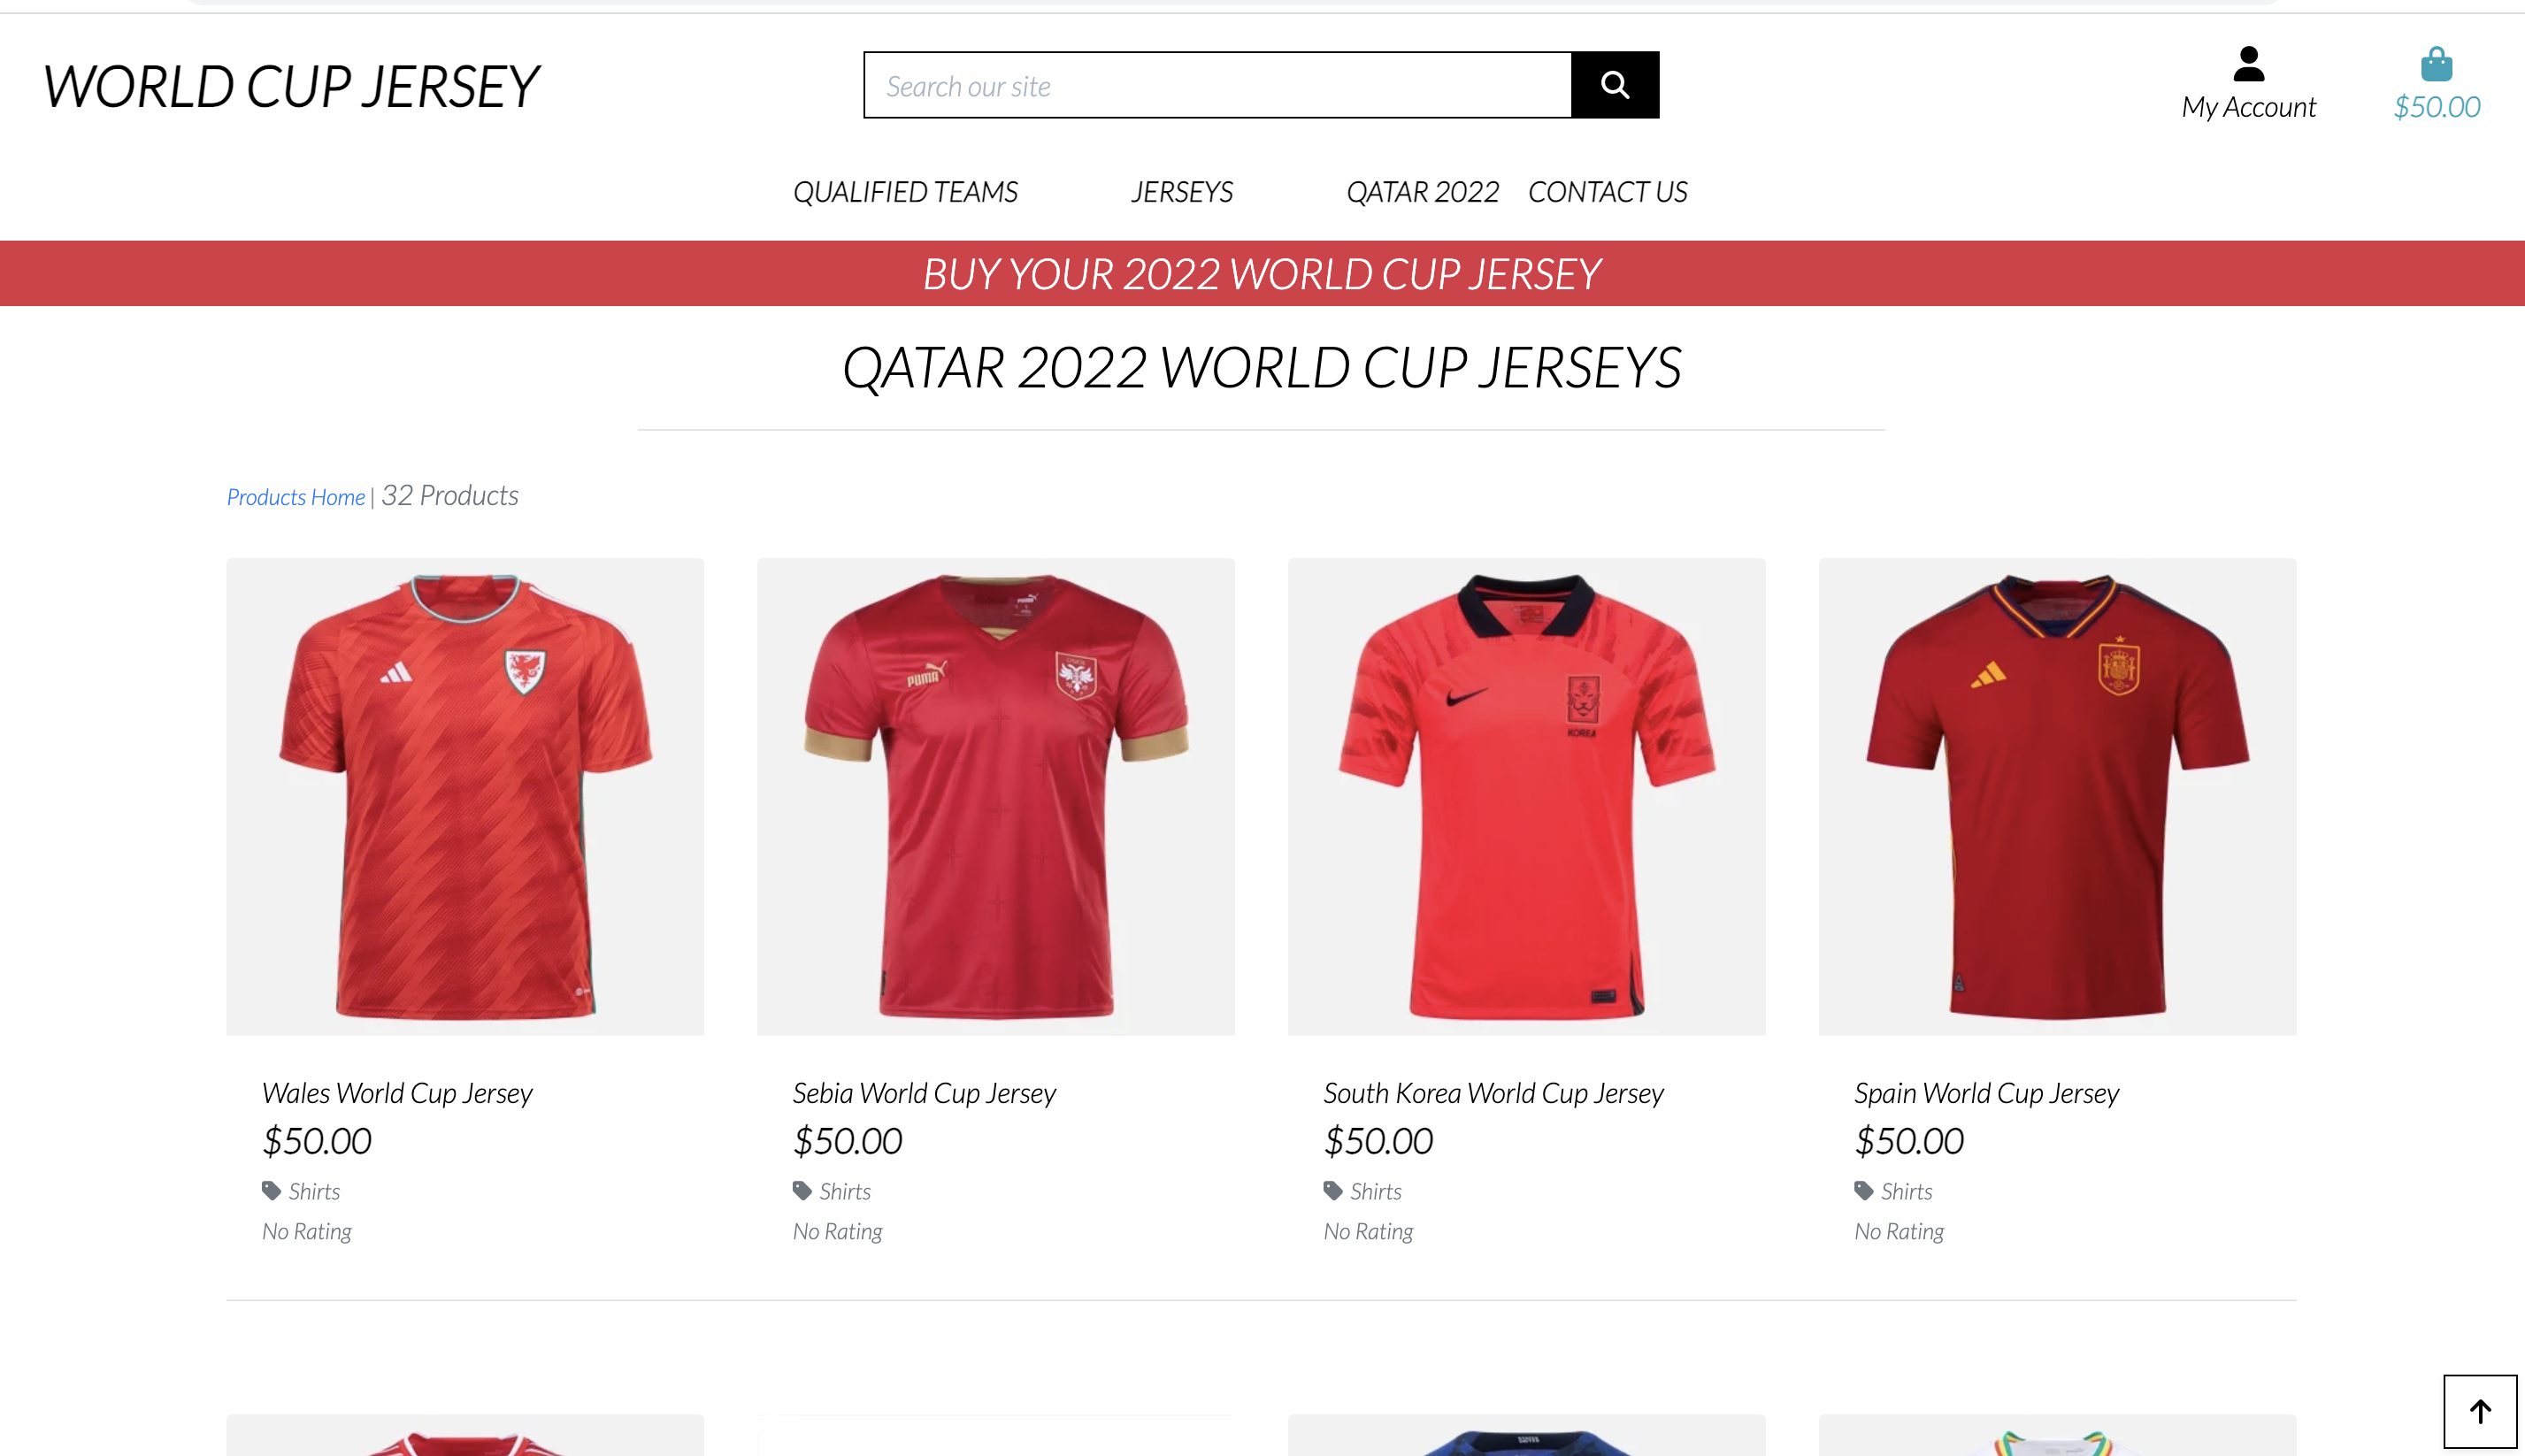 WORLD CUP JERSEY
Search our site
My Account
$50.00
QUALIFIED TEAMS
JERSEYS
QATAR 2022
CONTACT US
BUY YOUR 2022 WORLD CUP JERSEY
QATAR 2022 WORLD CUP JERSEYS
Products Home | 32 Products
PUMA
KOREA
Wales World Cup Jersey
$50.00
Shirts
No Rating
Sebia World Cup Jersey
$50.00
Shirts
No Rating
South Korea World Cup Jersey
$50.00
Shirts
No Rating
Spain World Cup Jersey
$50.00
Shirts
No Rating